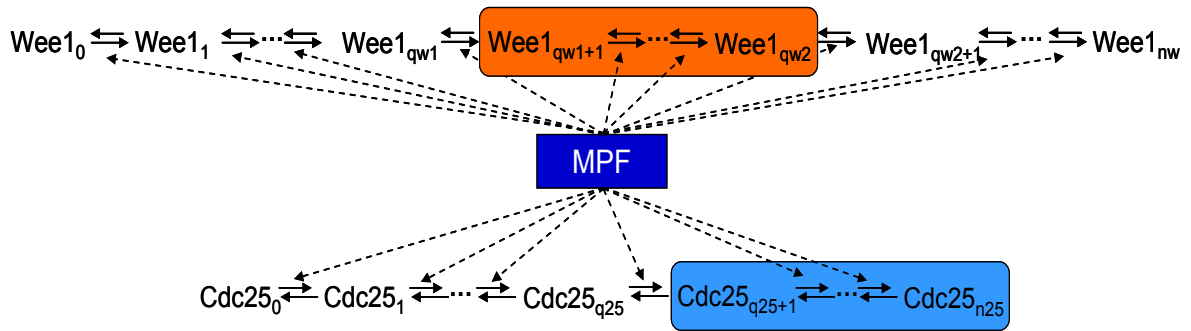 Wee1₀ Wee1₁ ... Wee1qw1 Wee1qw1+1 ... Wee1qw2 Wee1qw2+1 ... Wee1nw
MPF
Cdc25₀ Cdc25₁ ... Cdc25q25 Cdc25q25+1 ... Cdc25n25